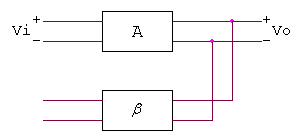 + +
Vi A Vo
− −
β